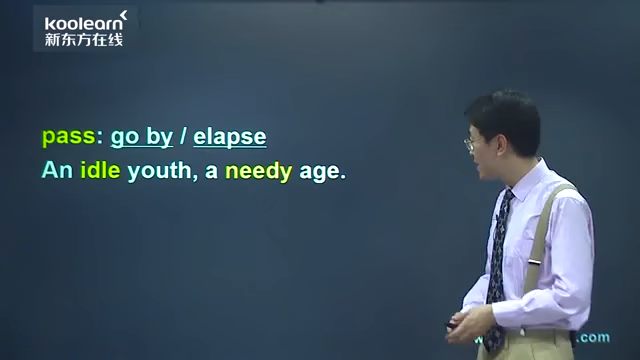 koolearn
新东方在线
pass: go by / elapse
An idle youth, a needy age.
.com